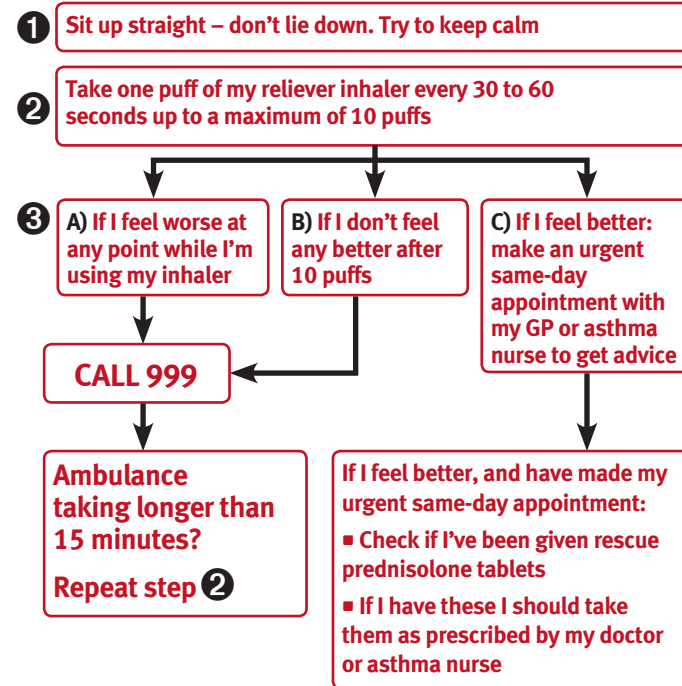 1 Sit up straight – don't lie down. Try to keep calm
2 Take one puff of my reliever inhaler every 30 to 60
seconds up to a maximum of 10 puffs
3 A) If I feel worse at
any point while I'm
using my inhaler
B) If I don't feel
any better after
10 puffs
C) If I feel better:
make an urgent
same-day
appointment with
my GP or asthma
nurse to get advice
CALL 999
Ambulance
taking longer than
15 minutes?
Repeat step 2
If I feel better, and have made my
urgent same-day appointment:
▪ Check if I've been given rescue
prednisolone tablets
▪ If I have these I should take
them as prescribed by my doctor
or asthma nurse